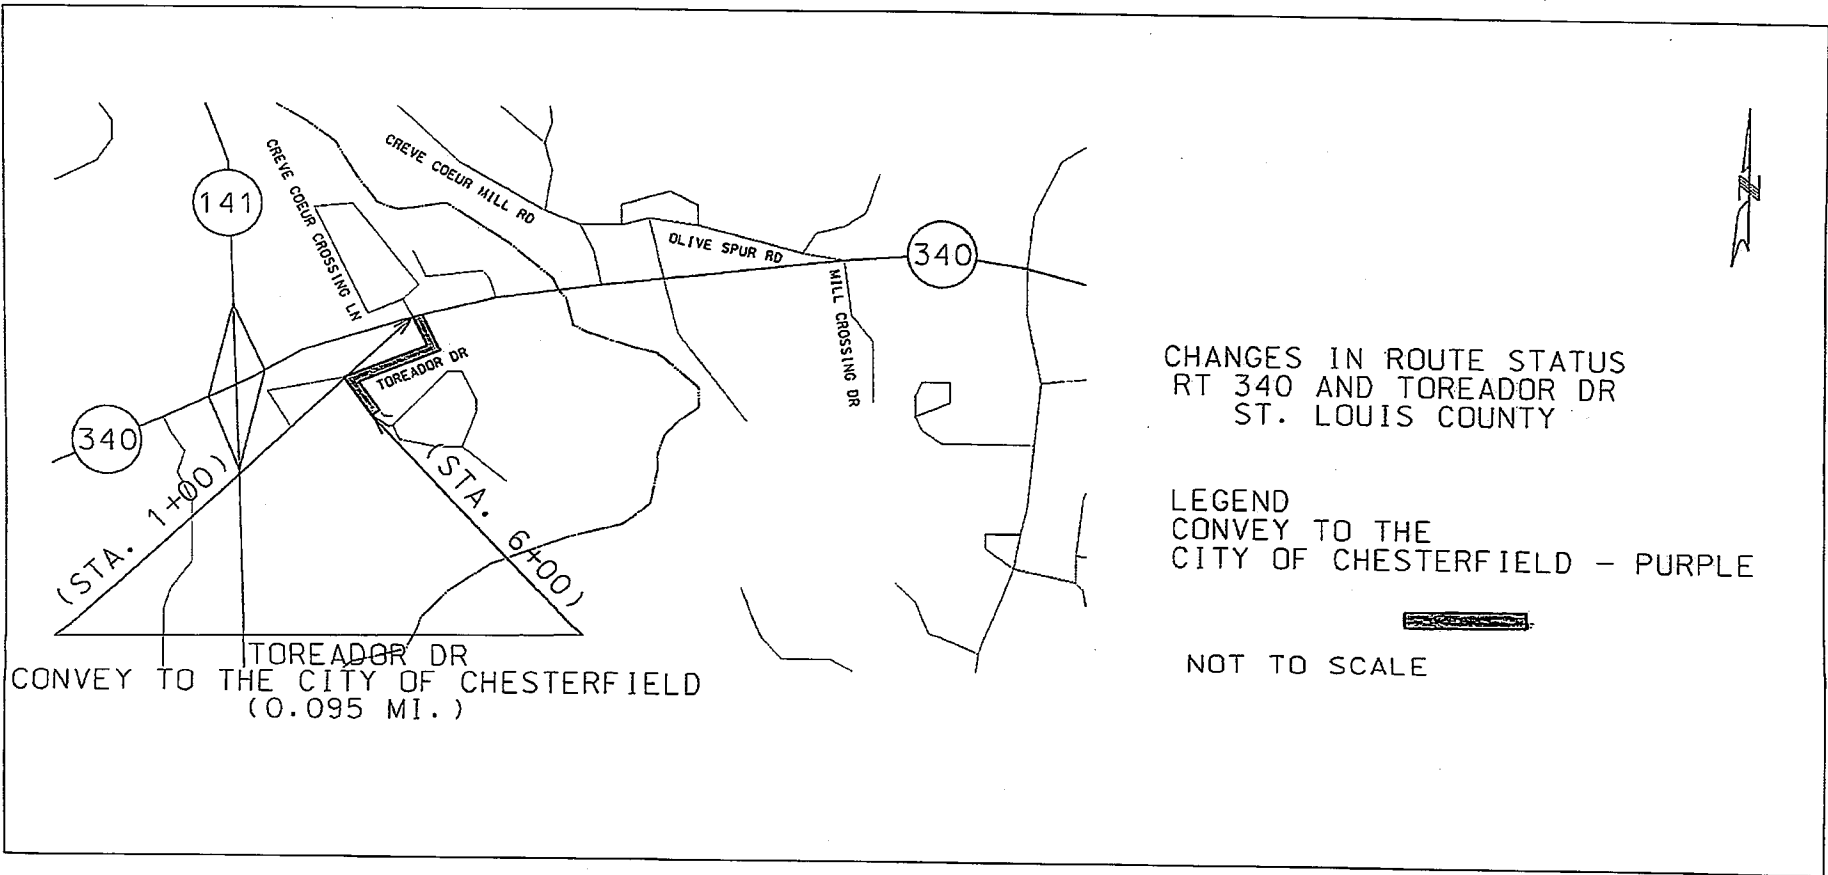 CREVE COEUR MILL RD
CREVE COEUR CROSSING LN
141
OLIVE SPUR RD
340
MILL CROSSING DR
TOREADOR DR
340
(STA. 1+00)
(STA. 6+00)
TOREADOR DR
CONVEY TO THE CITY OF CHESTERFIELD
(0.095 MI.)
N
CHANGES IN ROUTE STATUS
RT 340 AND TOREADOR DR
ST. LOUIS COUNTY
LEGEND
CONVEY TO THE
CITY OF CHESTERFIELD - PURPLE
NOT TO SCALE